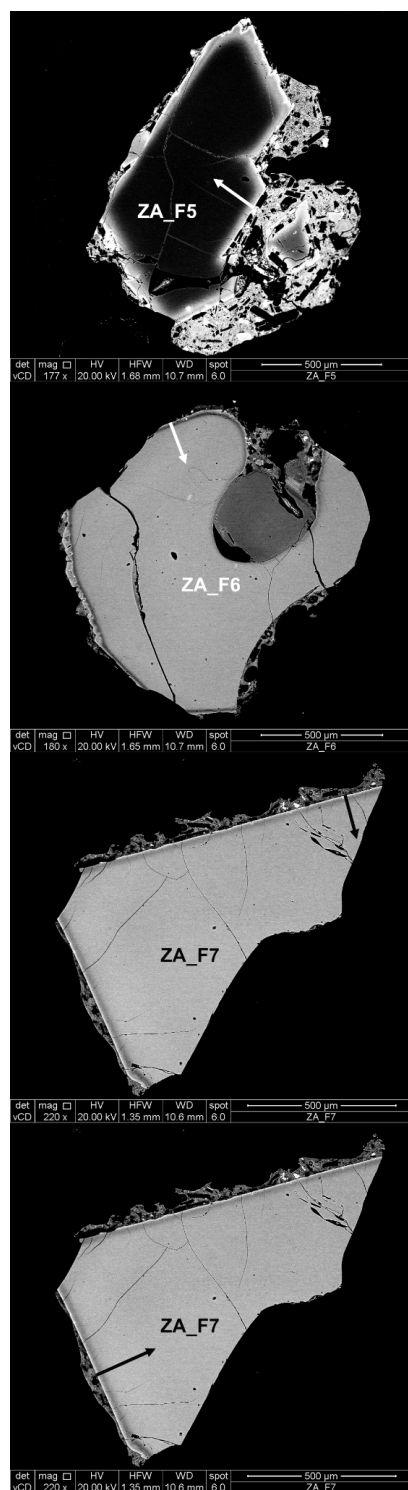 ZA_F5
det mag HV HFW WD spot 500 µm
vCD 177 x 20.00 kV 1.68 mm 10.7 mm 6.0 ZA_F5
ZA_F6
det mag HV HFW WD spot 500 µm
vCD 180 x 20.00 kV 1.65 mm 10.7 mm 6.0 ZA_F6
ZA_F7
det mag HV HFW WD spot 500 µm
vCD 220 x 20.00 kV 1.35 mm 10.6 mm 6.0 ZA_F7
ZA_F7
det mag HV HFW WD spot 500 µm
vCD 220 x 20.00 kV 1.35 mm 10.6 mm 6.0 ZA_F7